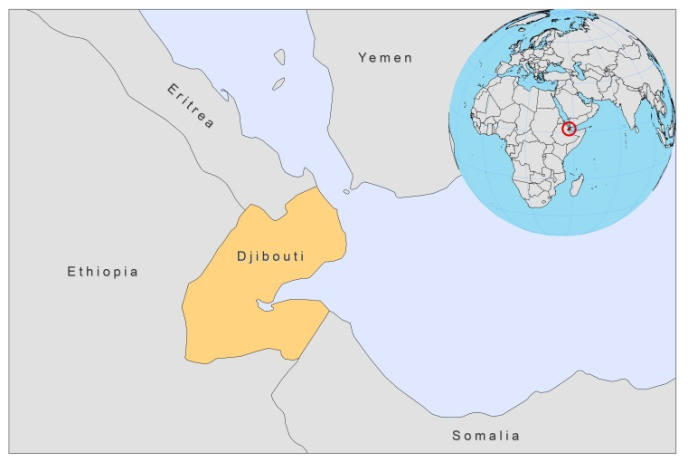 Yemen
Eritrea
Djibouti
Ethiopia
Somalia